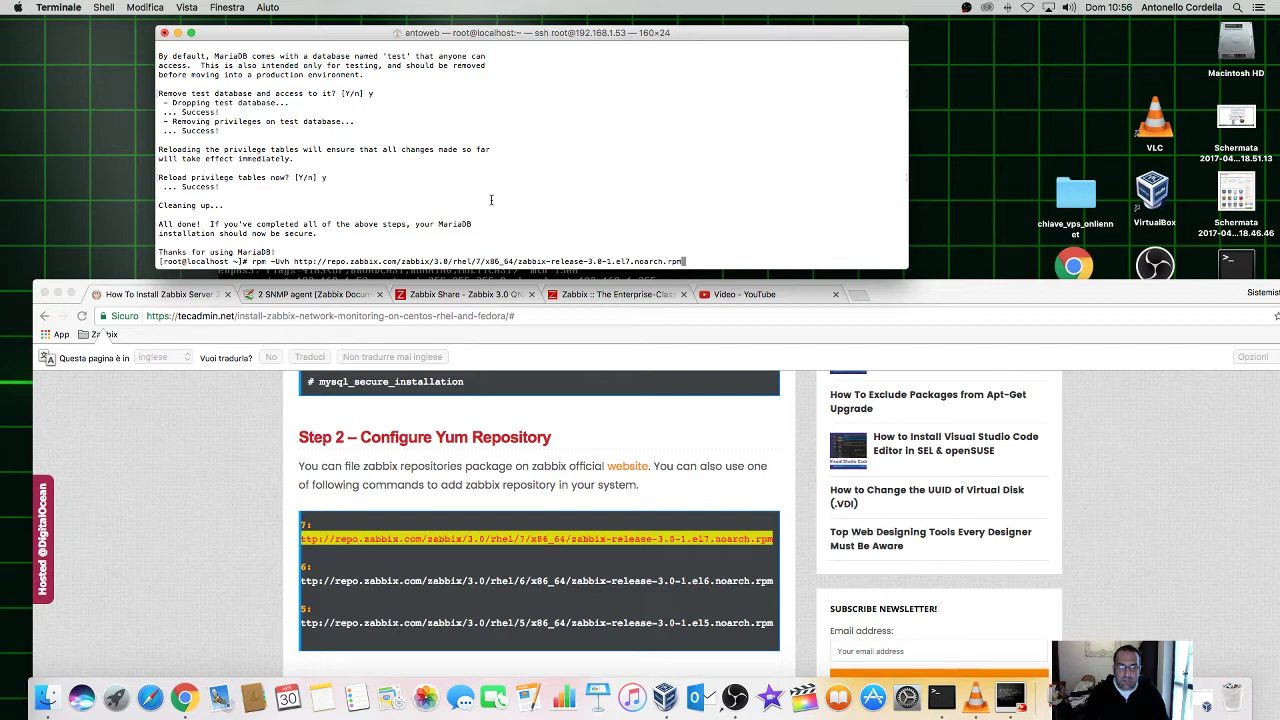 Terminale Shell Modifica Vista Finestra Aiuto
Dom 10:56 Antonello Cordella
antoweb — root@localhost:~ — ssh root@192.168.1.53 — 160×24
By default, MariaDB comes with a database named 'test' that anyone can
access. This is also intended only for testing, and should be removed
before moving into a production environment.
Remove test database and access to it? [Y/n] y
- Dropping test database...
... Success!
- Removing privileges on test database...
... Success!
Reloading the privilege tables will ensure that all changes made so far
will take effect immediately.
Reload privilege tables now? [Y/n] y
... Success!
Cleaning up...
All done! If you've completed all of the above steps, your MariaDB
installation should now be secure.
Thanks for using MariaDB!
[root@localhost ~]# rpm -Uvh http://repo.zabbix.com/zabbix/3.0/rhel/7/x86_64/zabbix-release-3.0-1.el7.noarch.rpm
Macintosh HD
VLC
Schermata
2017-04...18.51.13
chiave_vps_onlien
et
VirtualBox
Schermata
2017-04...18.46.46
How To Install Zabbix Server 3
2 SNMP agent [Zabbix Docum
Zabbix Share - Zabbix 3.0 QN
Zabbix :: The Enterprise-Class
Video - YouTube
Sistemist
Sicuro https://tecadmin.net/install-zabbix-network-monitoring-on-centos-rhel-and-fedora/#
App
Questa pagina è in inglese Vuoi tradurla? No Traduci Non tradurre mai inglese Opzioni
# mysql_secure_installation
Step 2 – Configure Yum Repository
You can file zabbix repositories package on zabbix official website. You can also use one
of following commands to add zabbix repository in your system.
7:
ttp://repo.zabbix.com/zabbix/3.0/rhel/7/x86_64/zabbix-release-3.0-1.el7.noarch.rpm
6:
ttp://repo.zabbix.com/zabbix/3.0/rhel/6/x86_64/zabbix-release-3.0-1.el6.noarch.rpm
5:
ttp://repo.zabbix.com/zabbix/3.0/rhel/5/x86_64/zabbix-release-3.0-1.el5.noarch.rpm
Hosted @DigitalOcean
How To Exclude Packages from Apt-Get
Upgrade
How to Install Visual Studio Code
Editor in SEL & openSUSE
How to Change the UUID of Virtual Disk
(.VDI)
Top Web Designing Tools Every Designer
Must Be Aware
SUBSCRIBE NEWSLETTER!
Email address:
Your email address
30